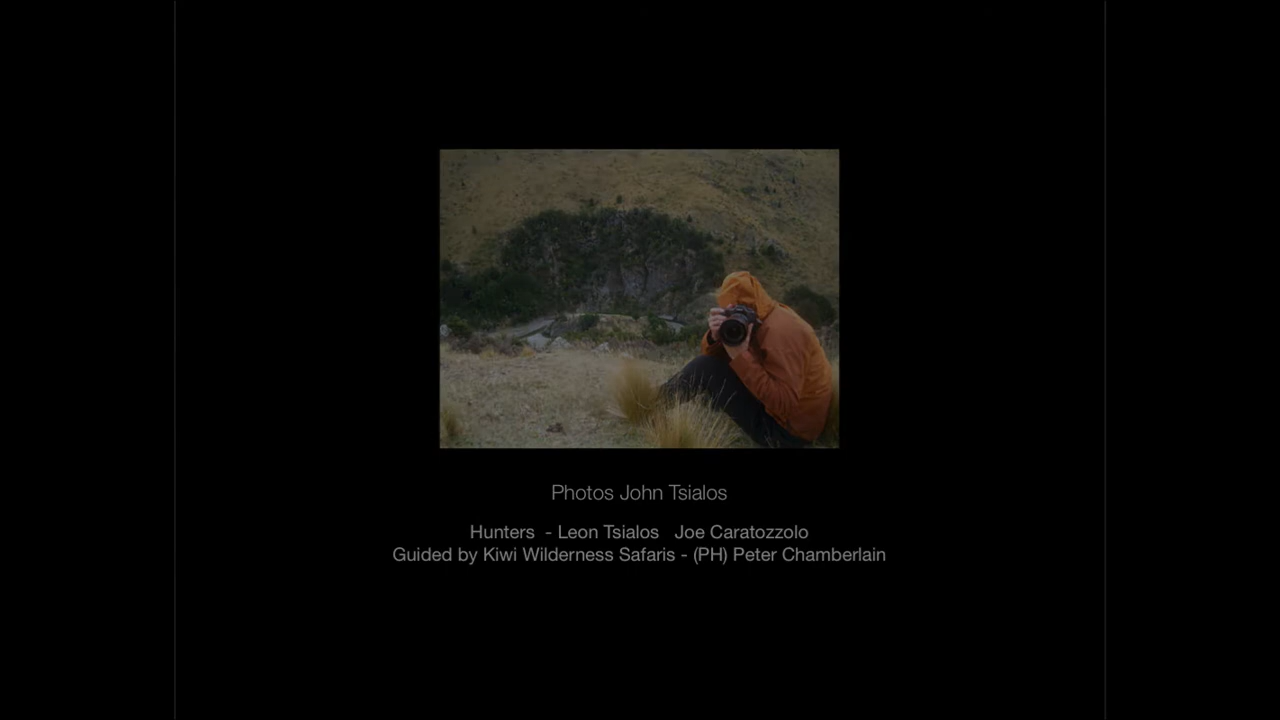 Photos John Tsialos
Hunters - Leon Tsialos Joe Caratozzolo
Guided by Kiwi Wilderness Safaris - (PH) Peter Chamberlain